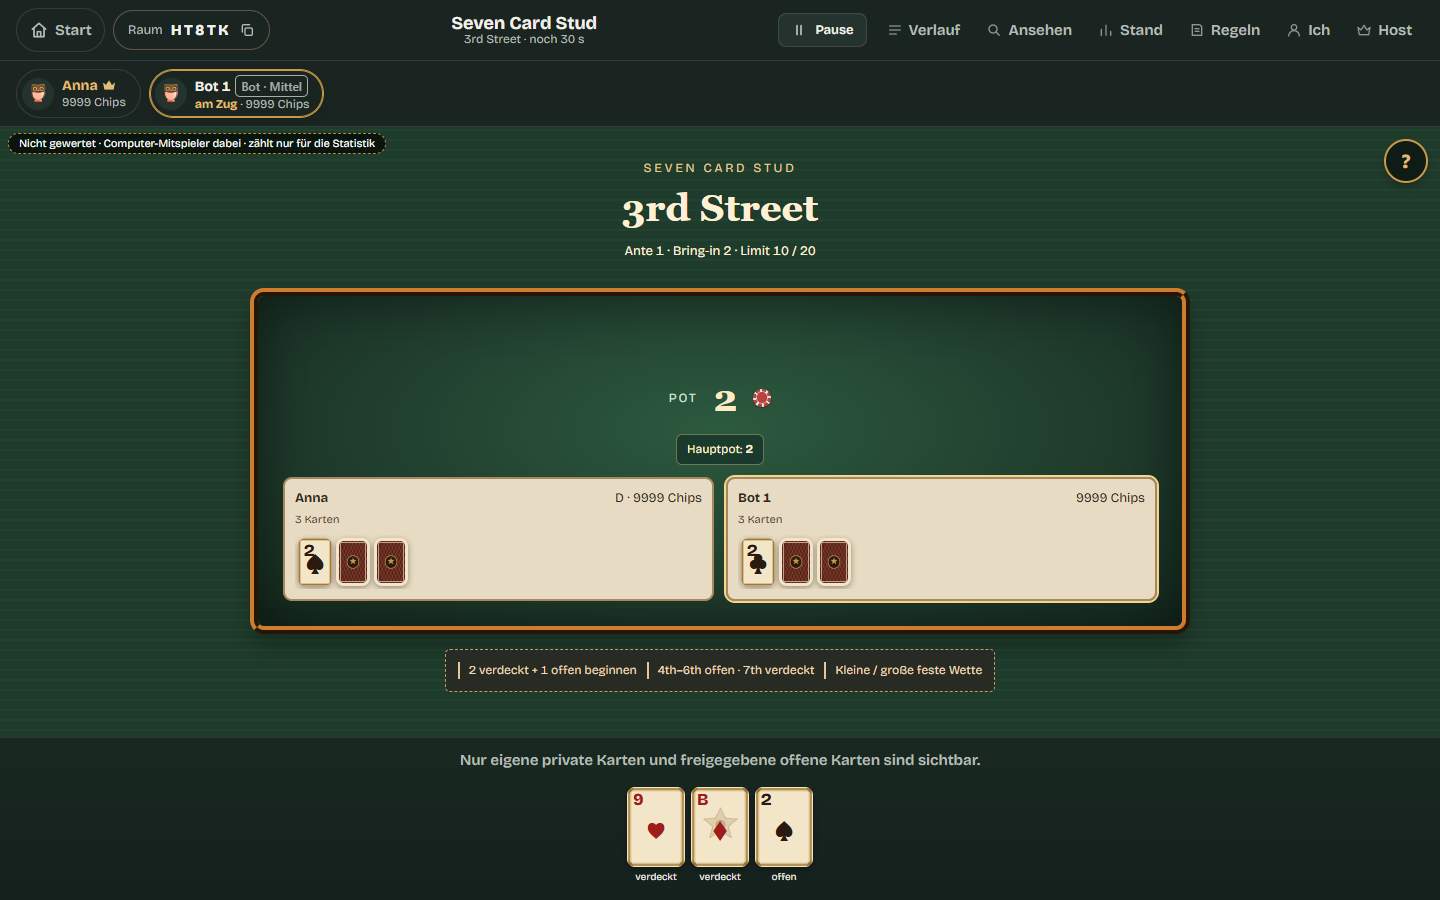 Start
Raum HT8TK
Seven Card Stud
3rd Street · noch 30 s
Pause
Verlauf
Ansehen
Stand
Regeln
Ich
Host
Anna
9999 Chips
Bot 1 Bot · Mittel
am Zug · 9999 Chips
Nicht gewertet · Computer-Mitspieler dabei · zählt nur für die Statistik
?
SEVEN CARD STUD
3rd Street
Ante 1 · Bring-in 2 · Limit 10 / 20
POT 2
Hauptpot: 2
Anna D · 9999 Chips
3 Karten
2
Bot 1 9999 Chips
3 Karten
2
2 verdeckt + 1 offen beginnen
4th–6th offen · 7th verdeckt
Kleine / große feste Wette
Nur eigene private Karten und freigegebene offene Karten sind sichtbar.
9 B 2
verdeckt verdeckt offen